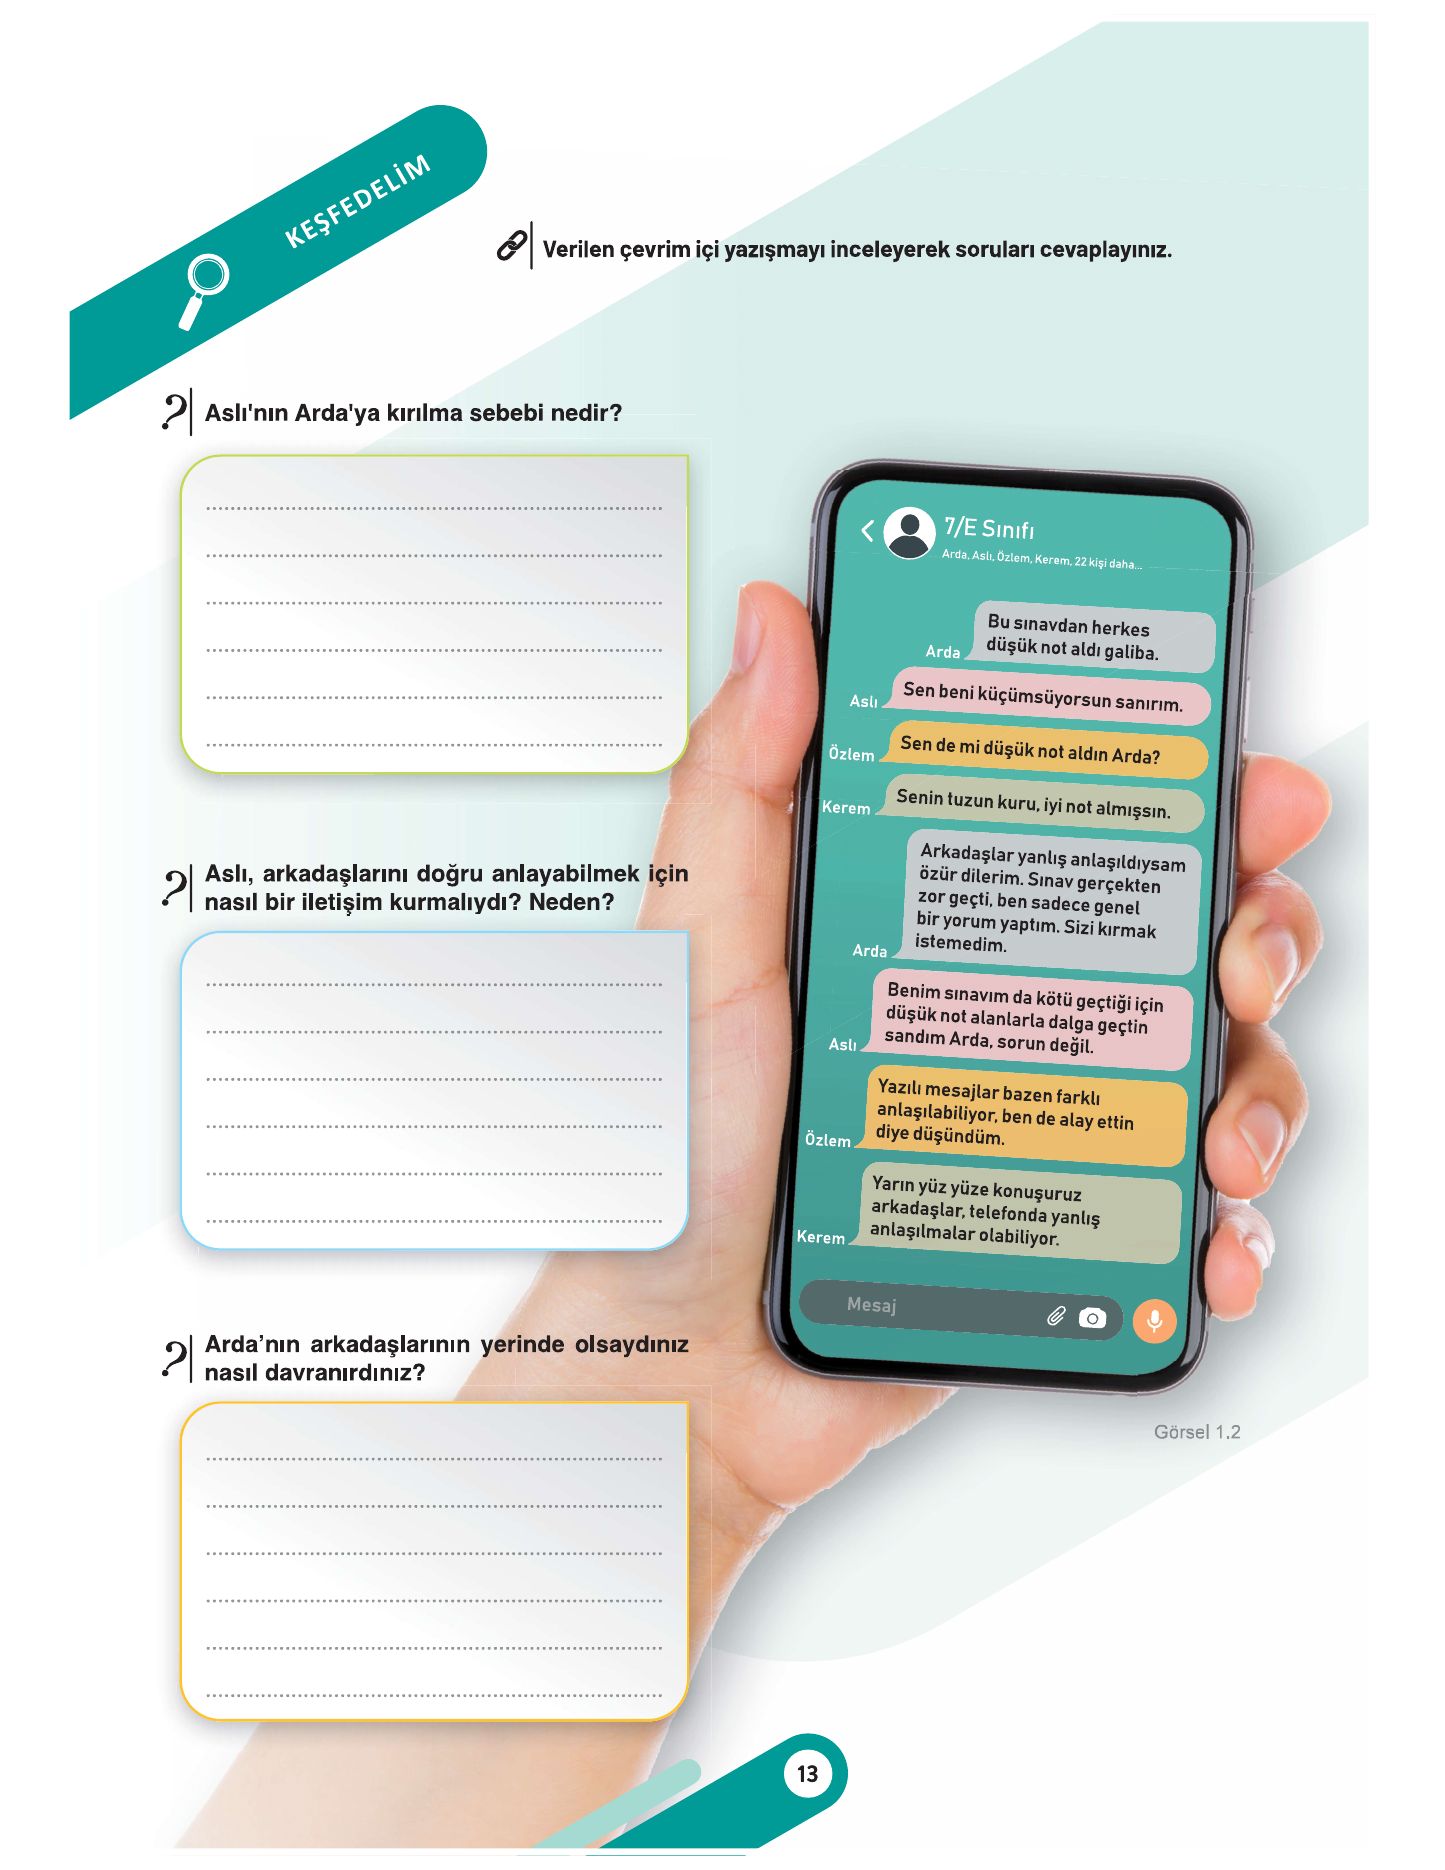 KEŞFEDELİM
Verilen çevrim içi yazışmayı inceleyerek soruları cevaplayınız.
Aslı'nın Arda'ya kırılma sebebi nedir?
Aslı, arkadaşlarını doğru anlayabilmek için
nasıl bir iletişim kurmalıydı? Neden?
Arda’nın arkadaşlarının yerinde olsaydınız
nasıl davranırdınız?
7/E Sınıfı
Arda, Aslı, Özlem, Kerem, 22 kişi daha...
Bu sınavdan herkes
düşük not aldı galiba.
Arda
Sen beni küçümsüyorsun sanırım.
Aslı
Sen de mi düşük not aldın Arda?
Özlem
Senin tuzun kuru, iyi not almışsın.
Kerem
Arkadaşlar yanlış anlaşıldıysam
özür dilerim. Sınav gerçekten
zor geçti, ben sadece genel
bir yorum yaptım. Sizi kırmak
istemedim.
Arda
Benim sınavım da kötü geçtiği için
düşük not alanlarla dalga geçtin
sandım Arda, sorun değil.
Aslı
Yazılı mesajlar bazen farklı
anlaşılabiliyor, ben de alay ettin
diye düşündüm.
Özlem
Yarın yüz yüze konuşuruz
arkadaşlar, telefonda yanlış
anlaşılmalar olabiliyor.
Kerem
Mesaj
Görsel 1.2
13